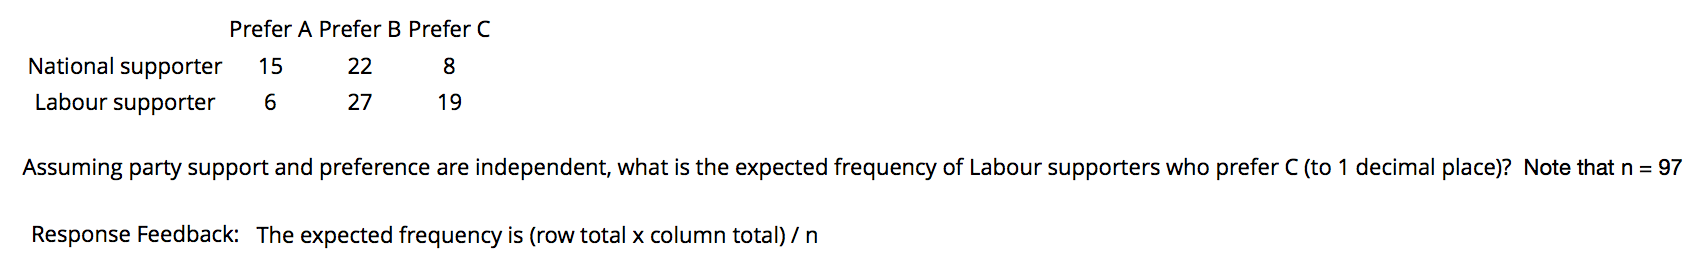 Prefer A Prefer B Prefer C
National supporter 15 22 8
Labour supporter 6 27 19
Assuming party support and preference are independent, what is the expected frequency of Labour supporters who prefer C (to 1 decimal place)? Note that n = 97
Response Feedback: The expected frequency is (row total x column total) / n